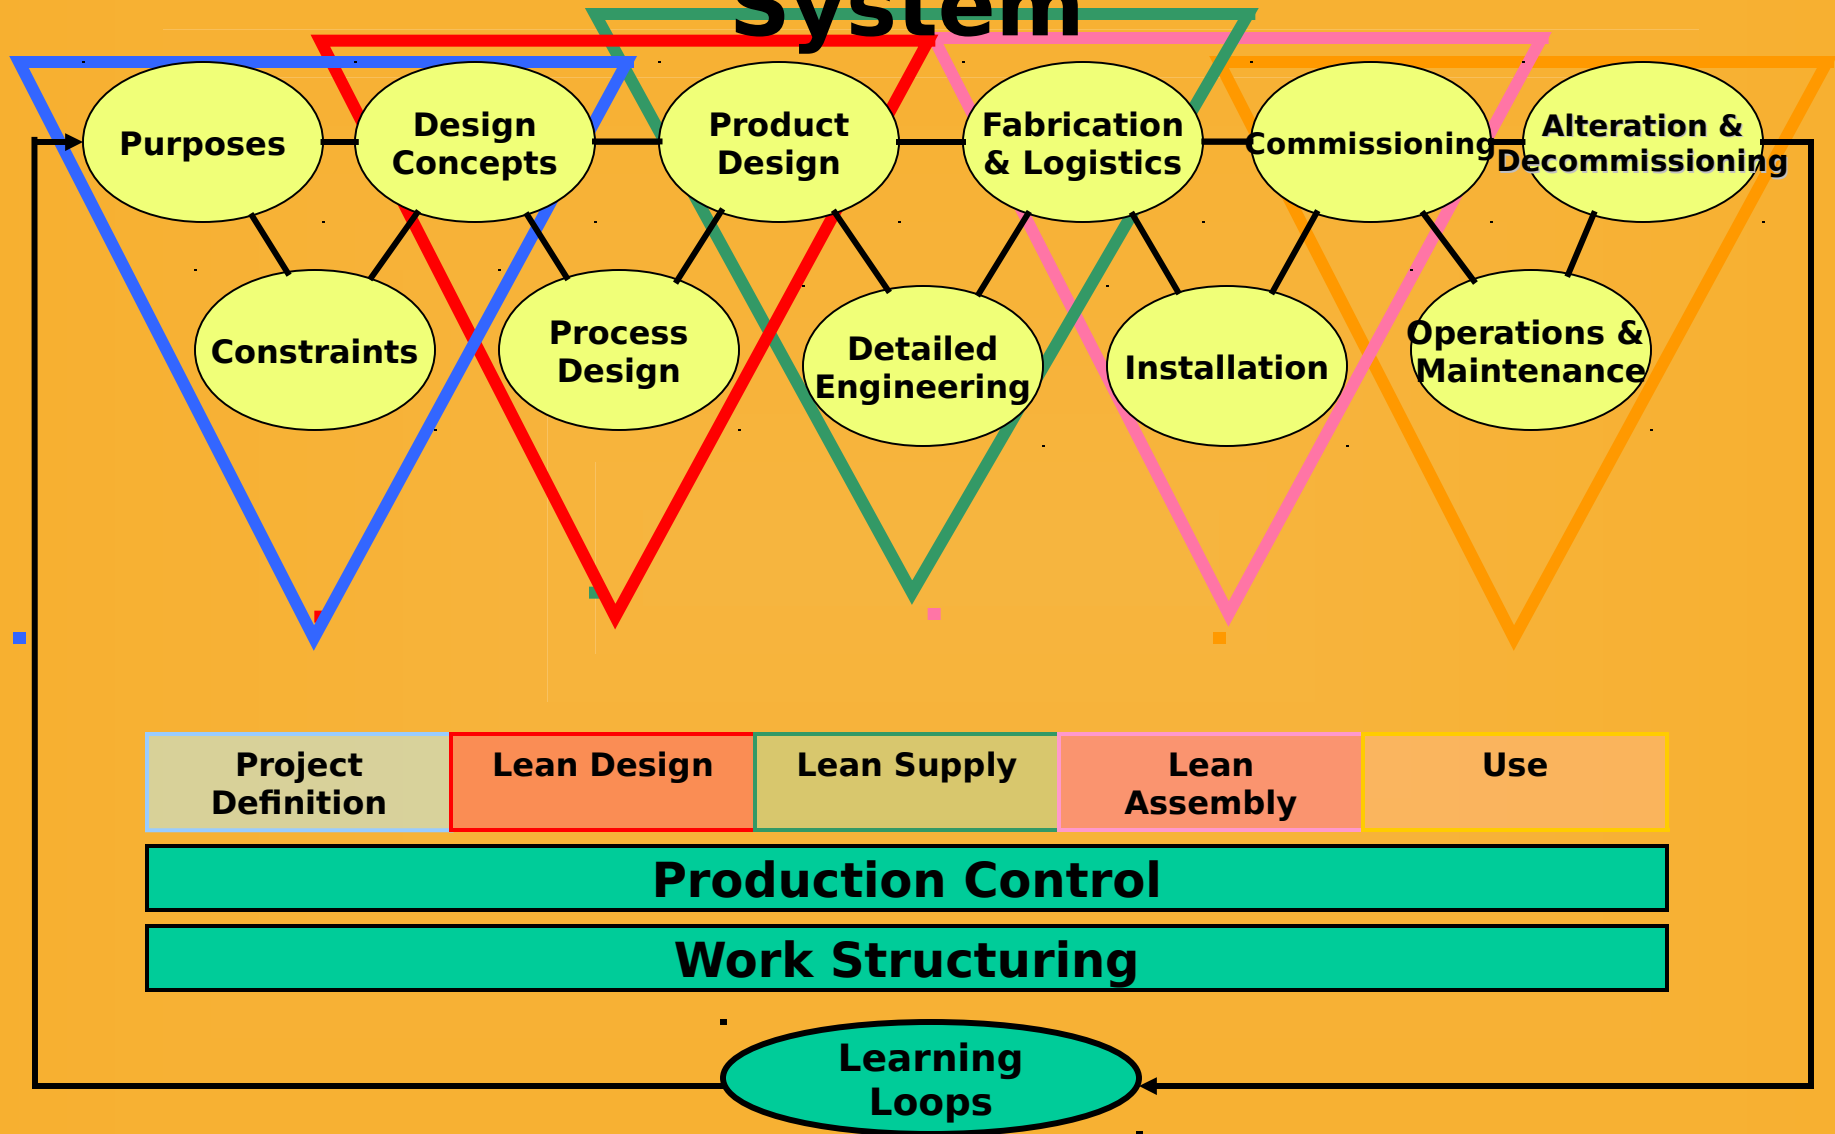 System
Purposes
Design
Concepts
Product
Design
Fabrication
& Logistics
Commissioning
Alteration &
Decommissioning
Constraints
Process
Design
Detailed
Engineering
Installation
Operations &
Maintenance
Project
Definition
Lean Design
Lean Supply
Lean
Assembly
Use
Production Control
Work Structuring
Learning
Loops